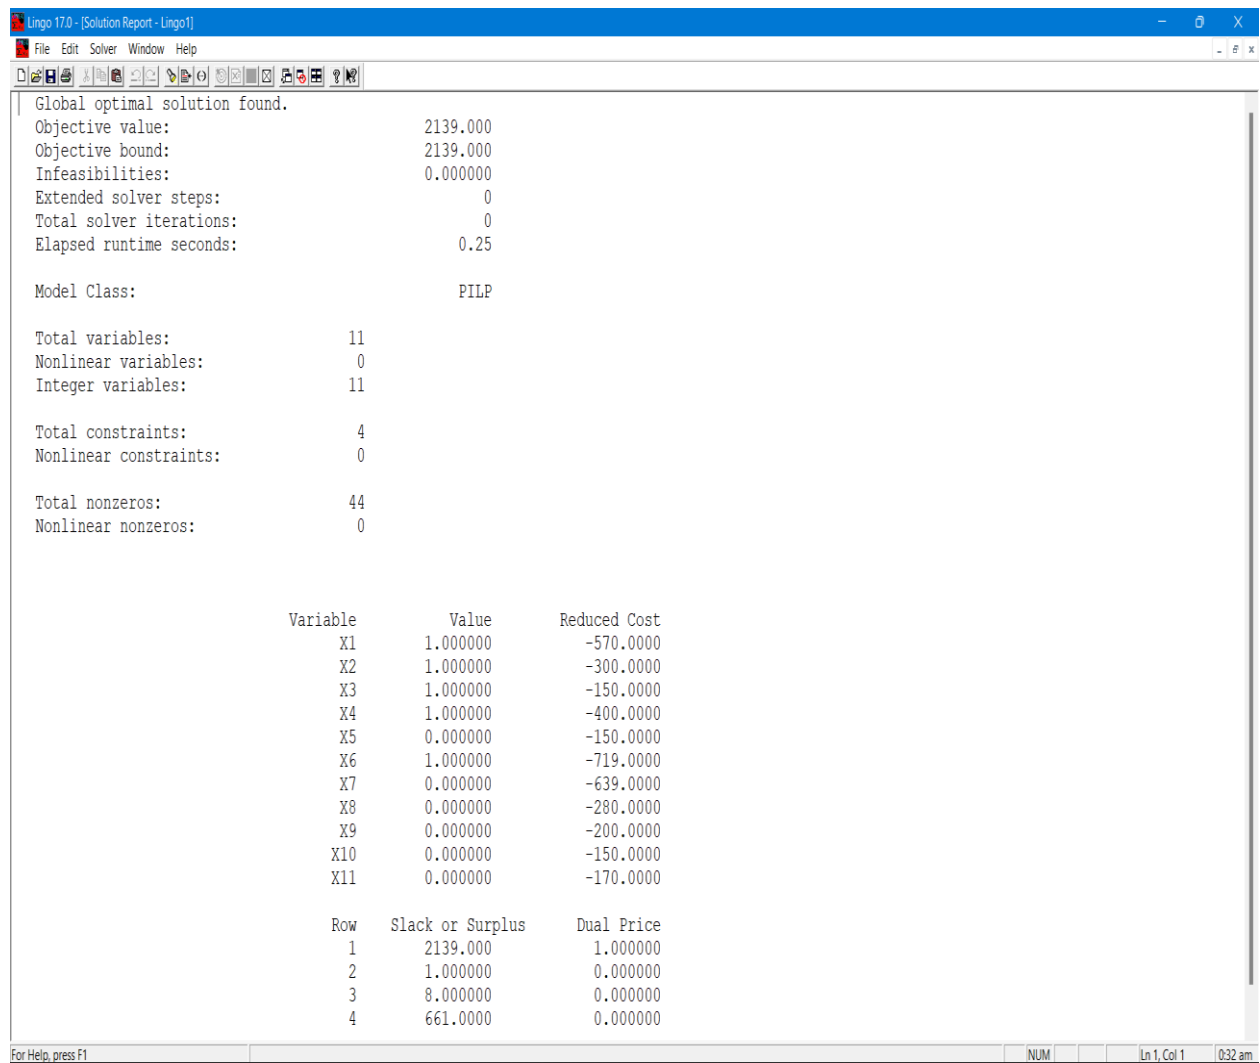 Lingo 17.0 - [Solution Report - Lingo1]
File Edit Solver Window Help
Global optimal solution found.
Objective value: 2139.000
Objective bound: 2139.000
Infeasibilities: 0.000000
Extended solver steps: 0
Total solver iterations: 0
Elapsed runtime seconds: 0.25
Model Class: PILP
Total variables: 11
Nonlinear variables: 0
Integer variables: 11
Total constraints: 4
Nonlinear constraints: 0
Total nonzeros: 44
Nonlinear nonzeros: 0
Variable Value Reduced Cost
X1 1.000000 -570.0000
X2 1.000000 -300.0000
X3 1.000000 -150.0000
X4 1.000000 -400.0000
X5 0.000000 -150.0000
X6 1.000000 -719.0000
X7 0.000000 -639.0000
X8 0.000000 -280.0000
X9 0.000000 -200.0000
X10 0.000000 -150.0000
X11 0.000000 -170.0000
Row Slack or Surplus Dual Price
1 2139.000 1.000000
2 1.000000 0.000000
3 8.000000 0.000000
4 661.0000 0.000000
For Help, press F1 NUM Ln 1, Col 1 0:32 am